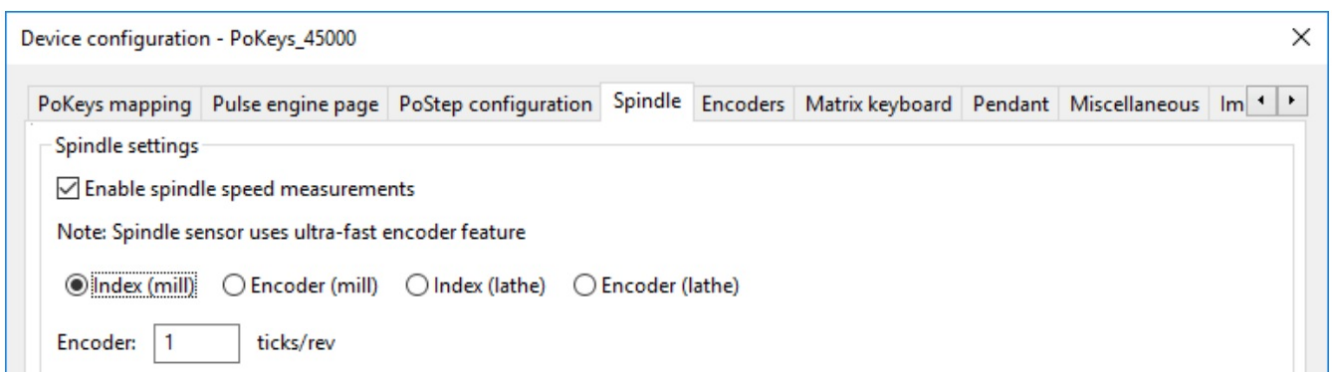 Device configuration - PoKeys_45000
PoKeys mapping Pulse engine page PoStep configuration Spindle Encoders Matrix keyboard Pendant Miscellaneous Im
Spindle settings
Enable spindle speed measurements
Note: Spindle sensor uses ultra-fast encoder feature
Index (mill) Encoder (mill) Index (lathe) Encoder (lathe)
Encoder: 1 ticks/rev